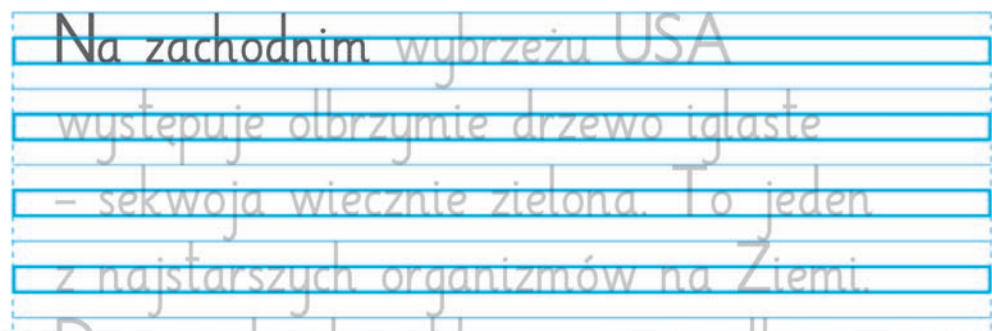 Na zachodnim wybrzeżu USA
występuje olbrzymie drzewo iglaste
– sekwoja wiecznie zielona. To jeden
z najstarszych organizmów na Ziemi.